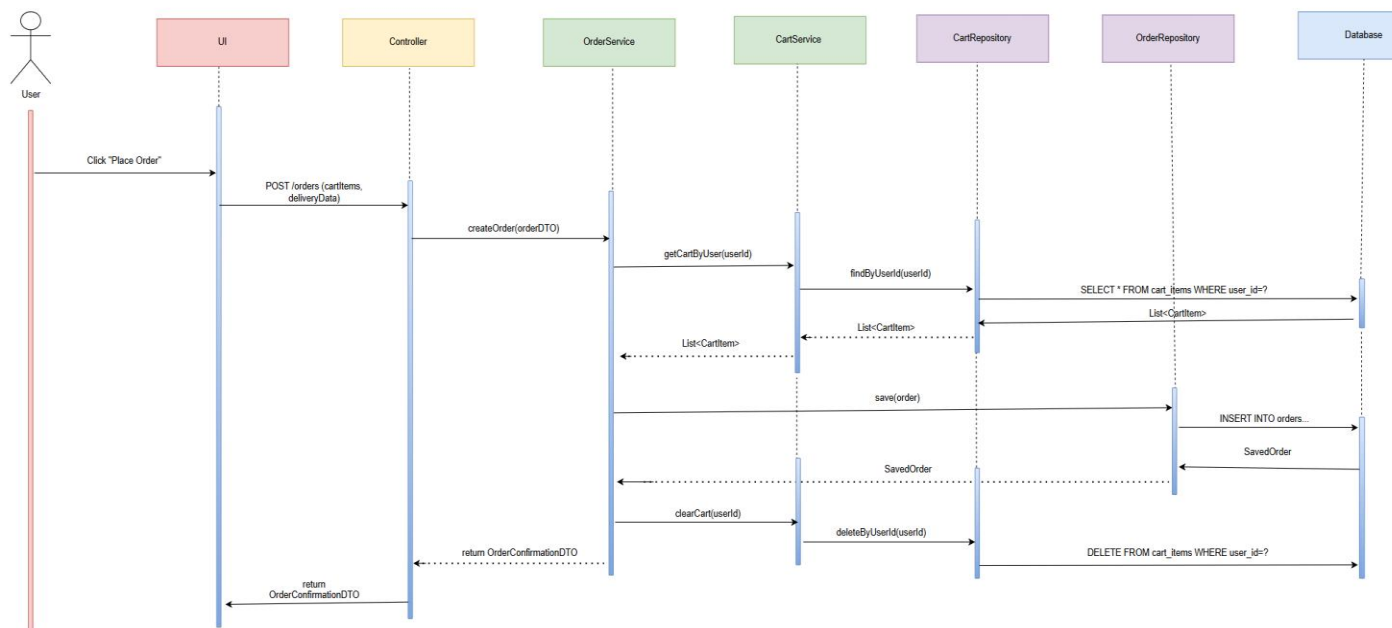 UI
Controller
OrderService
CartService
CartRepository
OrderRepository
Database
User
Click "Place Order"
POST /orders (cartItems,
deliveryData)
createOrder(orderDTO)
getCartByUser(userId)
findByUserId(userId)
SELECT * FROM cart_items WHERE user_id=?
List<CartItem>
List<CartItem>
List<CartItem>
save(order)
INSERT INTO orders...
SavedOrder
SavedOrder
clearCart(userId)
deleteByUserId(userId)
return OrderConfirmationDTO
DELETE FROM cart_items WHERE user_id=?
return
OrderConfirmationDTO